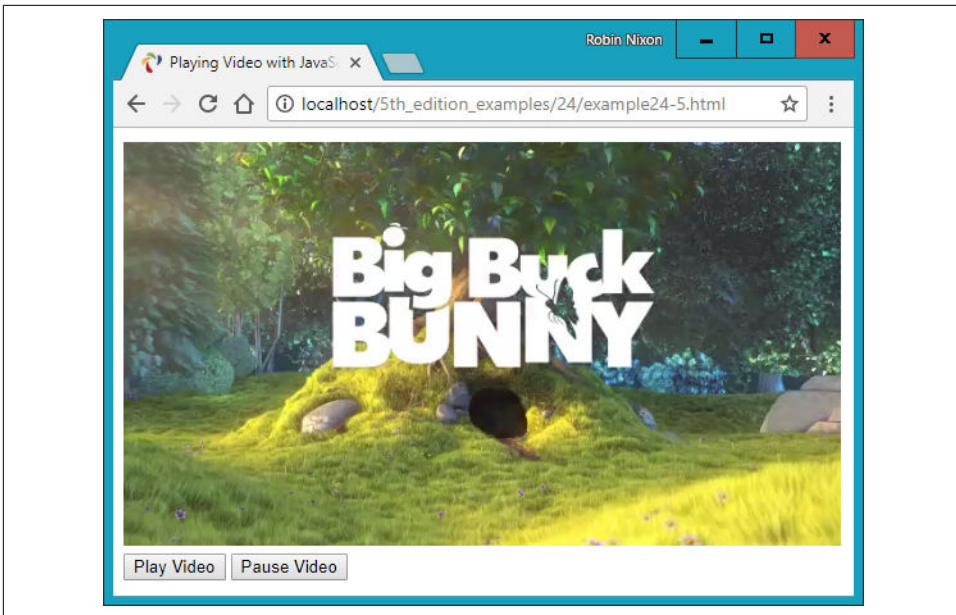 Robin Nixon
Playing Video with JavaS
localhost/5th_edition_examples/24/example24-5.html
Big Buck
BUNNY
Play Video Pause Video